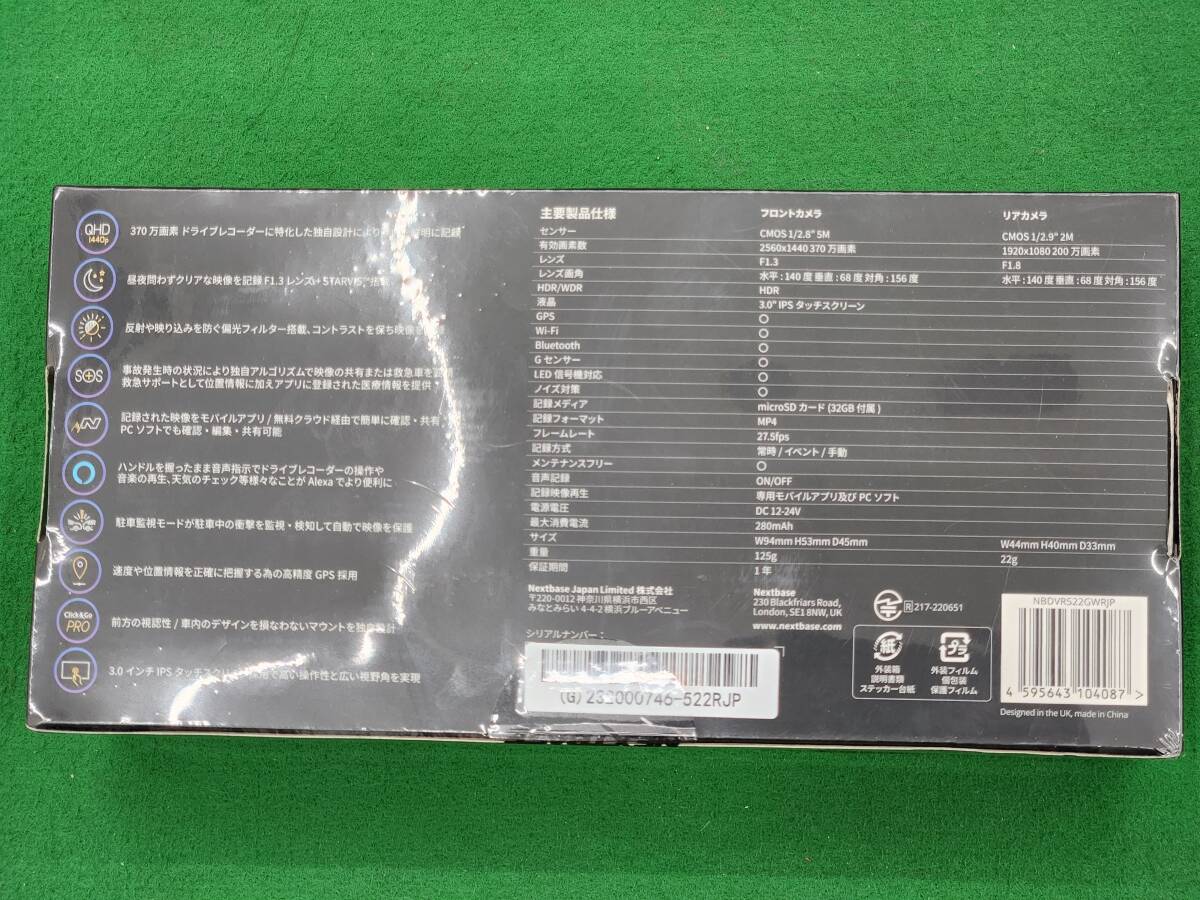 QHD
1440p
370 万画素 ドライブレコーダーに特化した独自設計により 明に記録
昼夜問わずクリアな映像を記録 F1.3 レンズ+ STARVIS 搭載
反射や映り込みを防ぐ偏光フィルター搭載、コントラストを保ち映像を
SOS
事故発生時の状況により独自アルゴリズムで映像の共有または救急車を
救急サポートとして位置情報に加えアプリに登録された医療情報を提供
記録された映像をモバイルアプリ / 無料クラウド経由で簡単に確認・共有
PC ソフトでも確認・編集・共有可能
ハンドルを握ったまま音声指示でドライブレコーダーの操作や
音楽の再生、天気のチェック等様々なことが Alexa でより便利に
駐車監視モードが駐車中の衝撃を監視・検知して自動で映像を保護
速度や位置情報を正確に把握する為の高精度 GPS 採用
Click&Go
PRO
前方の視認性 / 車内のデザインを損なわないマウントを独自設計
3.0 インチ IPS タッチスクリーン 高い操作性と広い視野角を実現
主要製品仕様 フロントカメラ リアカメラ
センサー CMOS 1/2.8" 5M CMOS 1/2.9" 2M
有効画素数 2560x1440 370 万画素 1920x1080 200 万画素
レンズ F1.3 F1.8
レンズ画角 水平 : 140 度 垂直 : 68 度 対角 : 156 度 水平 : 140 度 垂直 : 68 度 対角 : 156 度
HDR/WDR HDR
液晶 3.0" IPS タッチスクリーン
GPS ○
Wi-Fi ○
Bluetooth ○
G センサー ○
LED 信号機対応 ○
ノイズ対策 ○
記録メディア microSD カード (32GB 付属 )
記録フォーマット MP4
フレームレート 27.5fps
記録方式 常時 / イベント / 手動
メンテナンスフリー ○
音声記録 ON/OFF
記録映像再生 専用モバイルアプリ及び PC ソフト
電源電圧 DC 12-24V
最大消費電流 280mAh
サイズ W94mm H53mm D45mm W44mm H40mm D33mm
重量 125g 22g
保証期間 1 年
Nextbase Japan Limited 株式会社
〒220-0012 神奈川県横浜市西区
みなとみらい 4-4-2 横浜ブルーアベニュー
Nextbase
230 Blackfriars Road,
London, SE1 8NW, UK
www.nextbase.com
R 217-220651
シリアルナンバー :
(G) 232000746-522RJP
紙
外装箱
説明書類
ステッカー台紙
プラ
外装フィルム
個包装
保護フィルム
NBDVRS22GWRJP
4 595643 104087 >
Designed in the UK, made in China